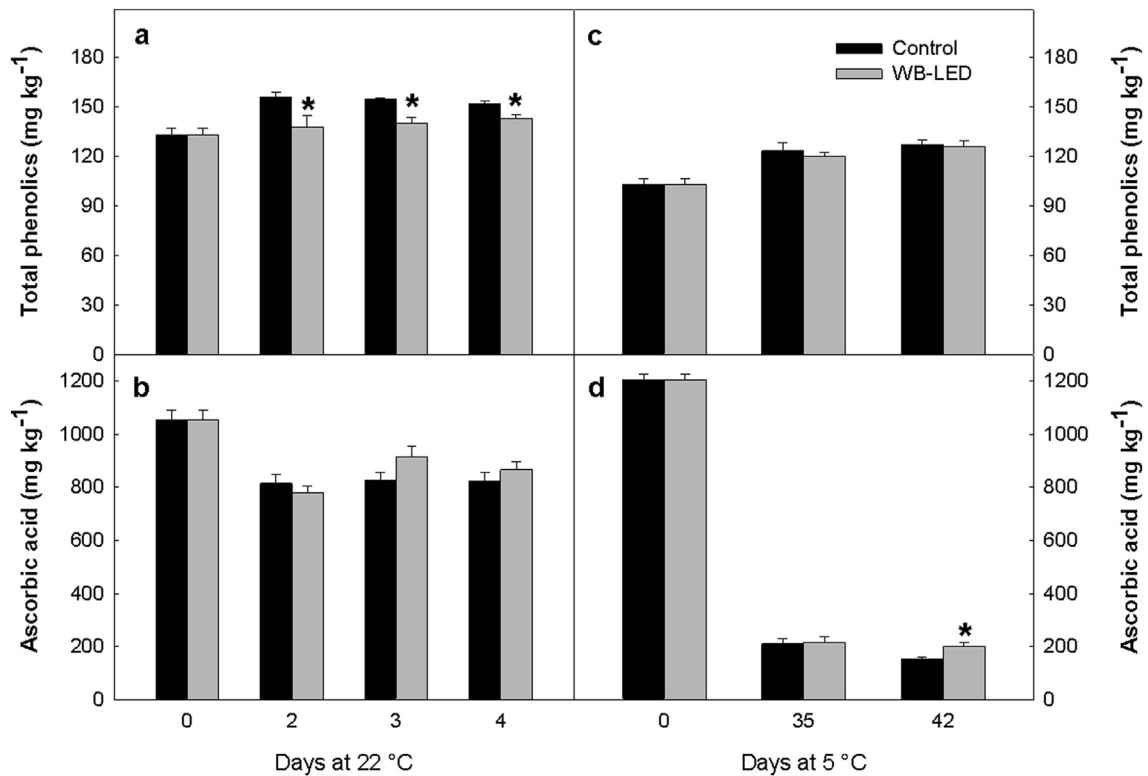 a
c
Control
WB-LED
Total phenolics (mg kg⁻¹)
180
150
120
90
60
30
0
* * *
180
150
120
90
60
30
0
Total phenolics (mg kg⁻¹)
b
d
Ascorbic acid (mg kg⁻¹)
1200
1000
800
600
400
200
0
*
1200
1000
800
600
400
200
0
Ascorbic acid (mg kg⁻¹)
0 2 3 4
0 35 42
Days at 22 °C
Days at 5 °C